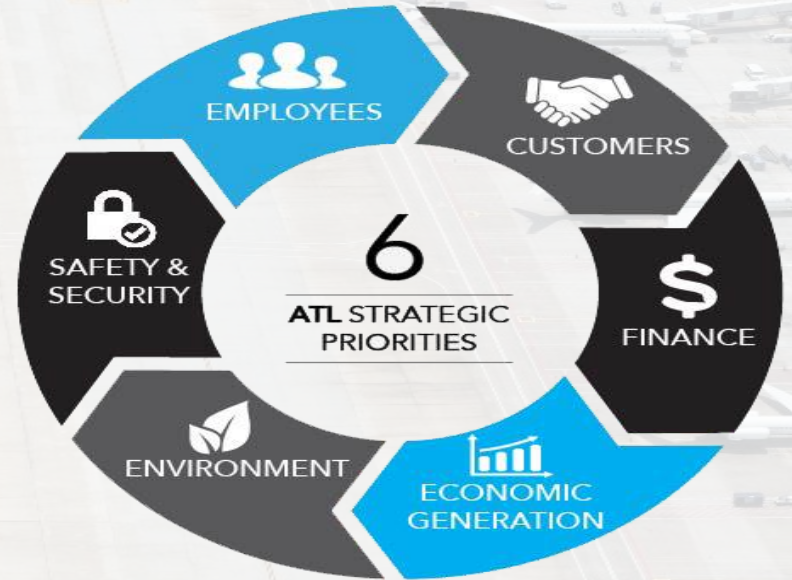 EMPLOYEES
CUSTOMERS
FINANCE
ECONOMIC
GENERATION
ENVIRONMENT
SAFETY &
SECURITY
6
ATL STRATEGIC
PRIORITIES